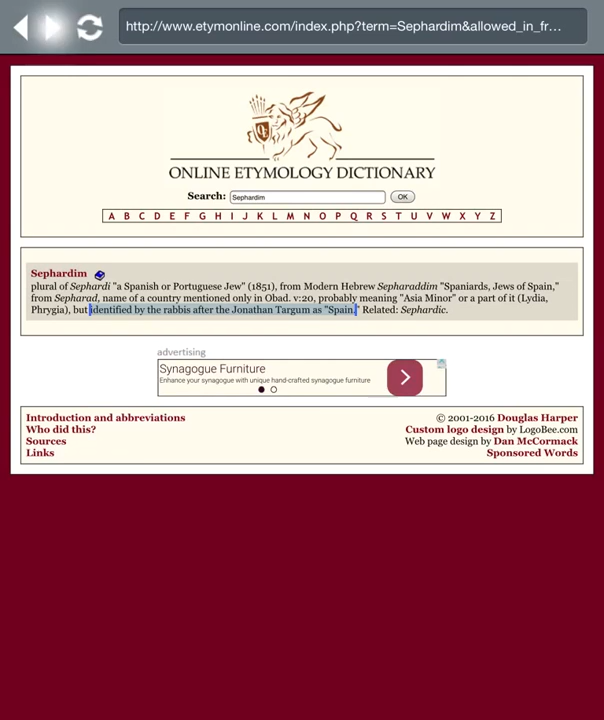 http://www.etymonline.com/index.php?term=Sephardim&allowed_in_fr...
ONLINE ETYMOLOGY DICTIONARY
Search: Sephardim OK
A B C D E F G H I J K L M N O P Q R S T U V W X Y Z
Sephardim
plural of Sephardi "a Spanish or Portuguese Jew" (1851), from Modern Hebrew Sepharaddim "Spaniards, Jews of Spain,"
from Sepharad, name of a country mentioned only in Obad. v:20, probably meaning "Asia Minor" or a part of it (Lydia,
Phrygia), but identified by the rabbis after the Jonathan Targum as "Spain." Related: Sephardic.
advertising
Synagogue Furniture
Enhance your synagogue with unique hand-crafted synagogue furniture
Introduction and abbreviations
Who did this?
Sources
Links
© 2001-2016 Douglas Harper
Custom logo design by LogoBee.com
Web page design by Dan McCormack
Sponsored Words